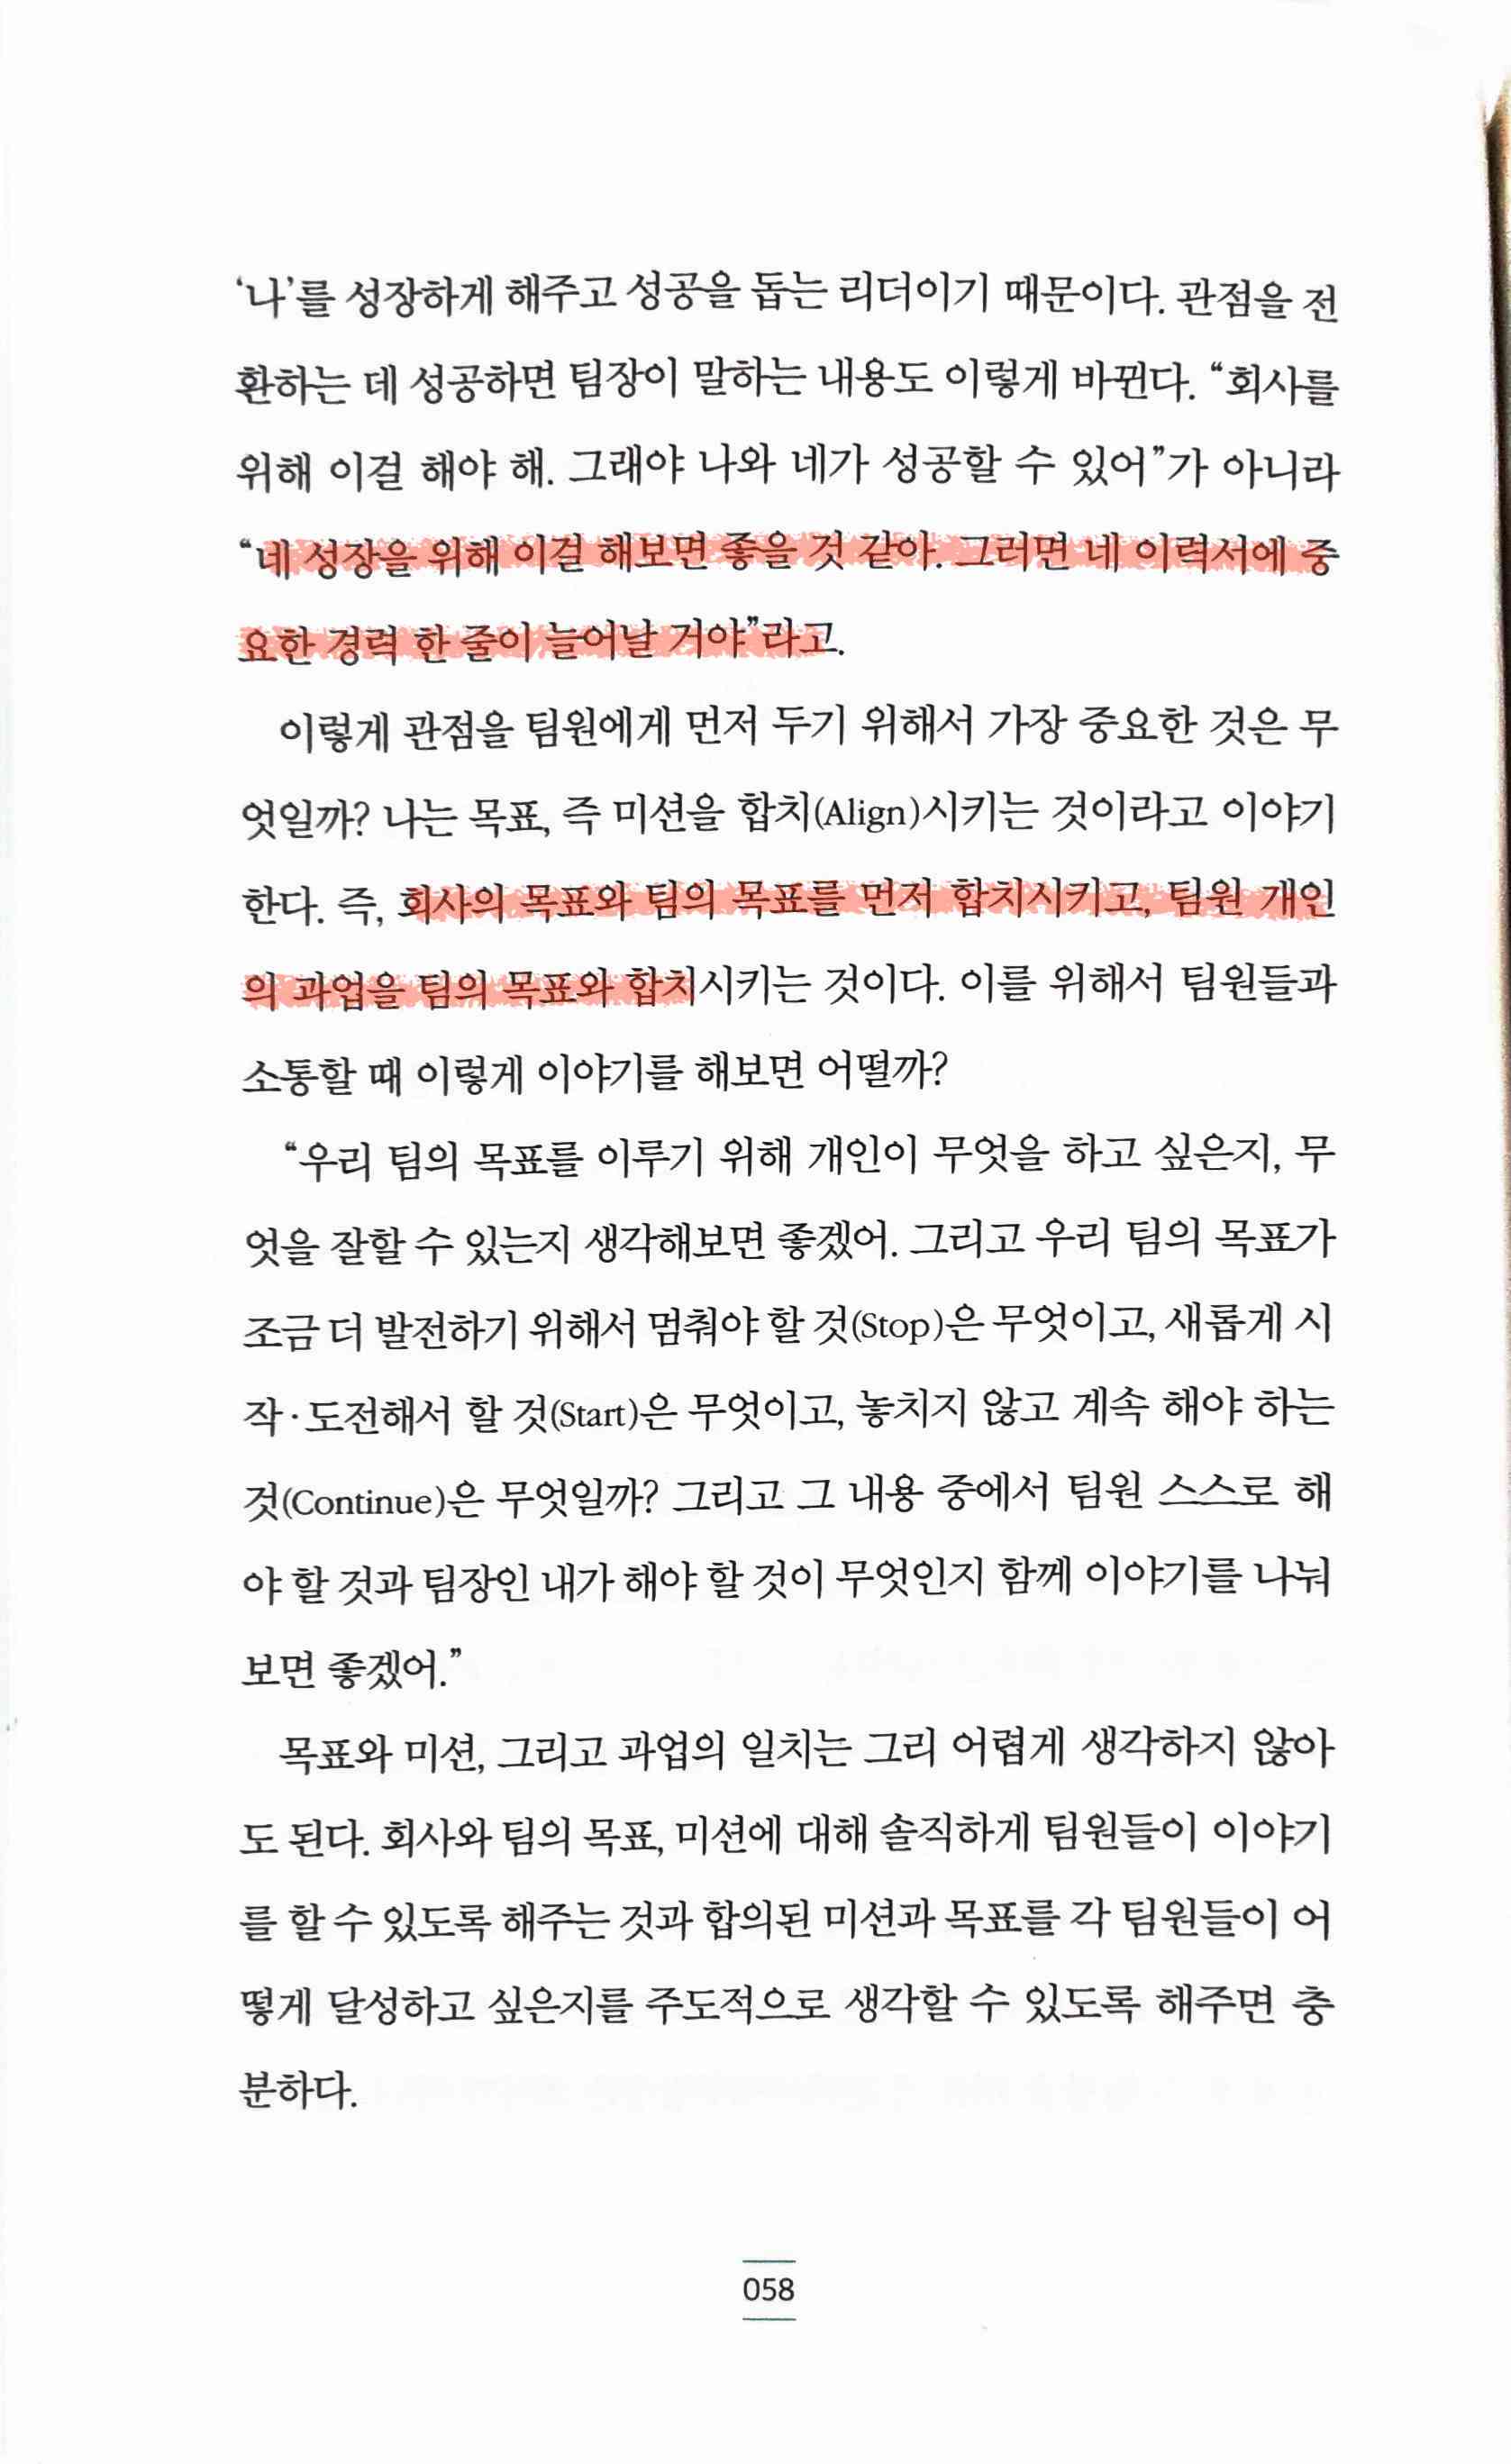 ‘나’를 성장하게 해주고 성공을 돕는 리더이기 때문이다. 관점을 전
환하는 데 성공하면 팀장이 말하는 내용도 이렇게 바뀐다. “회사를
위해 이걸 해야 해. 그래야 나와 네가 성공할 수 있어”가 아니라
“네 성장을 위해 이걸 해보면 좋을 것 같아. 그러면 네 이력서에 중
요한 경력 한 줄이 늘어날 거야”라고.
이렇게 관점을 팀원에게 먼저 두기 위해서 가장 중요한 것은 무
엇일까? 나는 목표, 즉 미션을 합치(Align)시키는 것이라고 이야기
한다. 즉, 회사의 목표와 팀의 목표를 먼저 합치시키고, 팀원 개인
의 과업을 팀의 목표와 합치시키는 것이다. 이를 위해서 팀원들과
소통할 때 이렇게 이야기를 해보면 어떨까?
“우리 팀의 목표를 이루기 위해 개인이 무엇을 하고 싶은지, 무
엇을 잘할 수 있는지 생각해보면 좋겠어. 그리고 우리 팀의 목표가
조금 더 발전하기 위해서 멈춰야 할 것(Stop)은 무엇이고, 새롭게 시
작·도전해서 할 것(Start)은 무엇이고, 놓치지 않고 계속 해야 하는
것(Continue)은 무엇일까? 그리고 그 내용 중에서 팀원 스스로 해
야 할 것과 팀장인 내가 해야 할 것이 무엇인지 함께 이야기를 나눠
보면 좋겠어.”
목표와 미션, 그리고 과업의 일치는 그리 어렵게 생각하지 않아
도 된다. 회사와 팀의 목표, 미션에 대해 솔직하게 팀원들이 이야기
를 할 수 있도록 해주는 것과 합의된 미션과 목표를 각 팀원들이 어
떻게 달성하고 싶은지를 주도적으로 생각할 수 있도록 해주면 충
분하다.
058